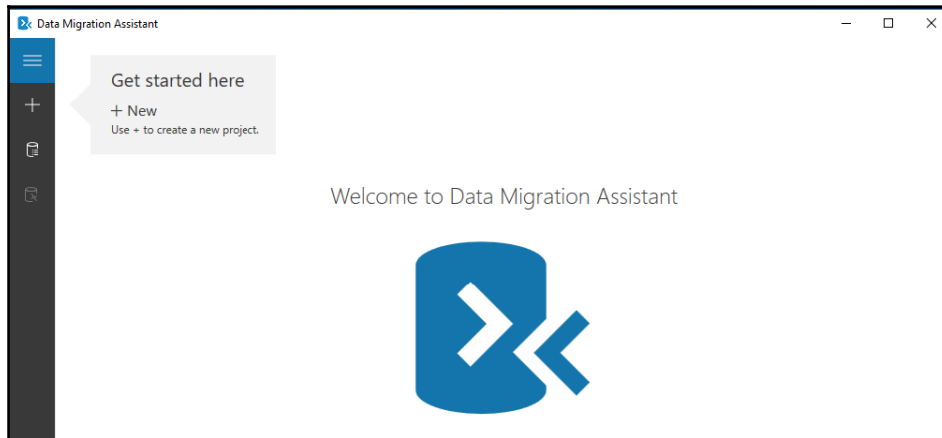 Data Migration Assistant
Get started here
+ New
Use + to create a new project.
Welcome to Data Migration Assistant